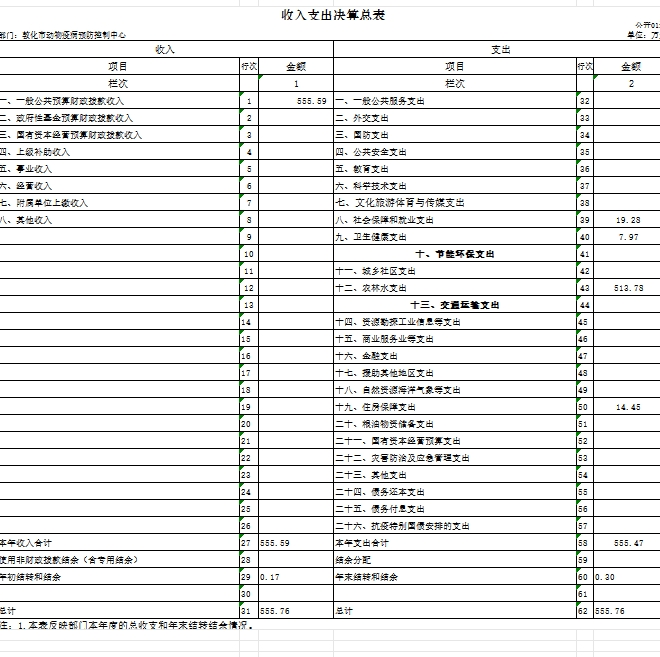 收入支出决算总表
公开01
部门：敦化市动物疫病预防控制中心 单位：万
收入 支出
项目 行次 金额 项目 行次 金额
栏次 1 栏次 2
一、一般公共预算财政拨款收入 1 555.59 一、一般公共服务支出 32
二、政府性基金预算财政拨款收入 2 二、外交支出 33
三、国有资本经营预算财政拨款收入 3 三、国防支出 34
四、上级补助收入 4 四、公共安全支出 35
五、事业收入 5 五、教育支出 36
六、经营收入 6 六、科学技术支出 37
七、附属单位上缴收入 7 七、文化旅游体育与传媒支出 38
八、其他收入 8 八、社会保障和就业支出 39 19.28
9 九、卫生健康支出 40 7.97
10 十、节能环保支出 41
11 十一、城乡社区支出 42
12 十二、农林水支出 43 513.78
13 十三、交通运输支出 44
14 十四、资源勘探工业信息等支出 45
15 十五、商业服务业等支出 46
16 十六、金融支出 47
17 十七、援助其他地区支出 48
18 十八、自然资源海洋气象等支出 49
19 十九、住房保障支出 50 14.45
20 二十、粮油物资储备支出 51
21 二十一、国有资本经营预算支出 52
22 二十二、灾害防治及应急管理支出 53
23 二十三、其他支出 54
24 二十四、债务还本支出 55
25 二十五、债务付息支出 56
26 二十六、抗疫特别国债安排的支出 57
本年收入合计 27 555.59 本年支出合计 58 555.47
使用非财政拨款结余（含专用结余） 28 结余分配 59
年初结转和结余 29 0.17 年末结转和结余 60 0.30
30 61
总计 31 555.76 总计 62 555.76
注：1.本表反映部门本年度的总收支和年末结转结余情况。